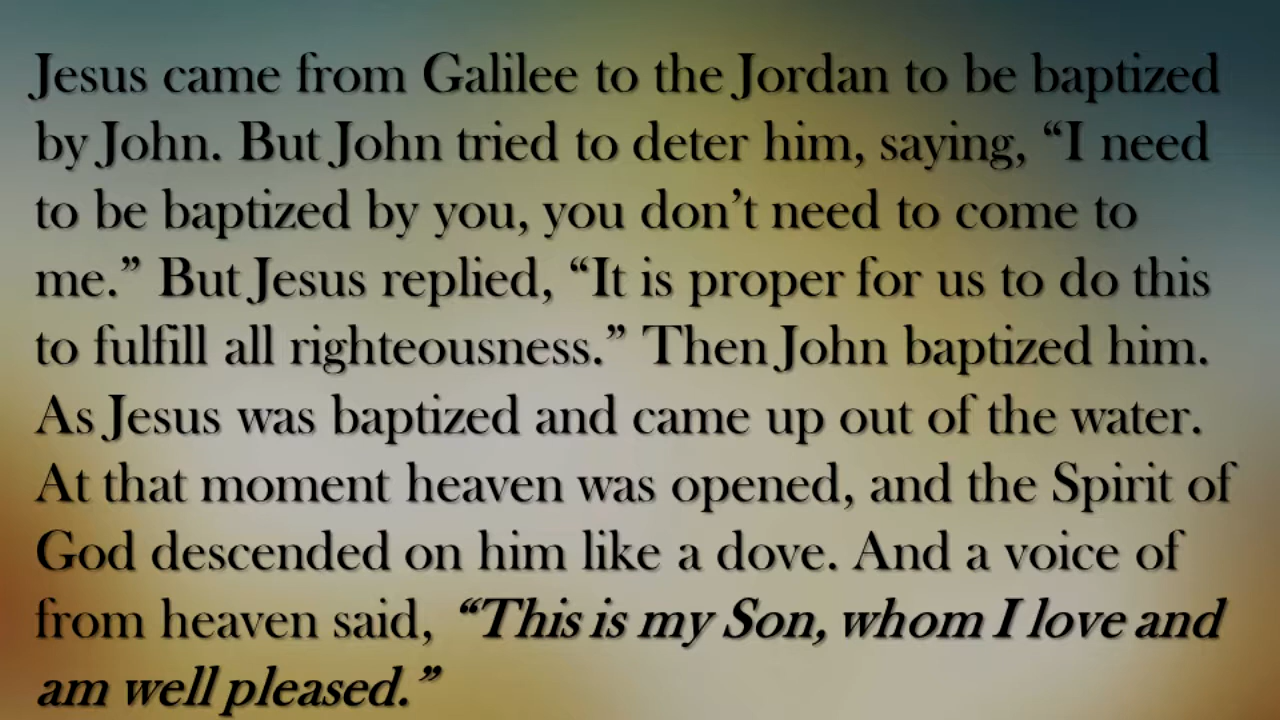 Jesus came from Galilee to the Jordan to be baptized
by John. But John tried to deter him, saying, “I need
to be baptized by you, you don’t need to come to
me.” But Jesus replied, “It is proper for us to do this
to fulfill all righteousness.” Then John baptized him.
As Jesus was baptized and came up out of the water.
At that moment heaven was opened, and the Spirit of
God descended on him like a dove. And a voice of
from heaven said, “This is my Son, whom I love and
am well pleased.”